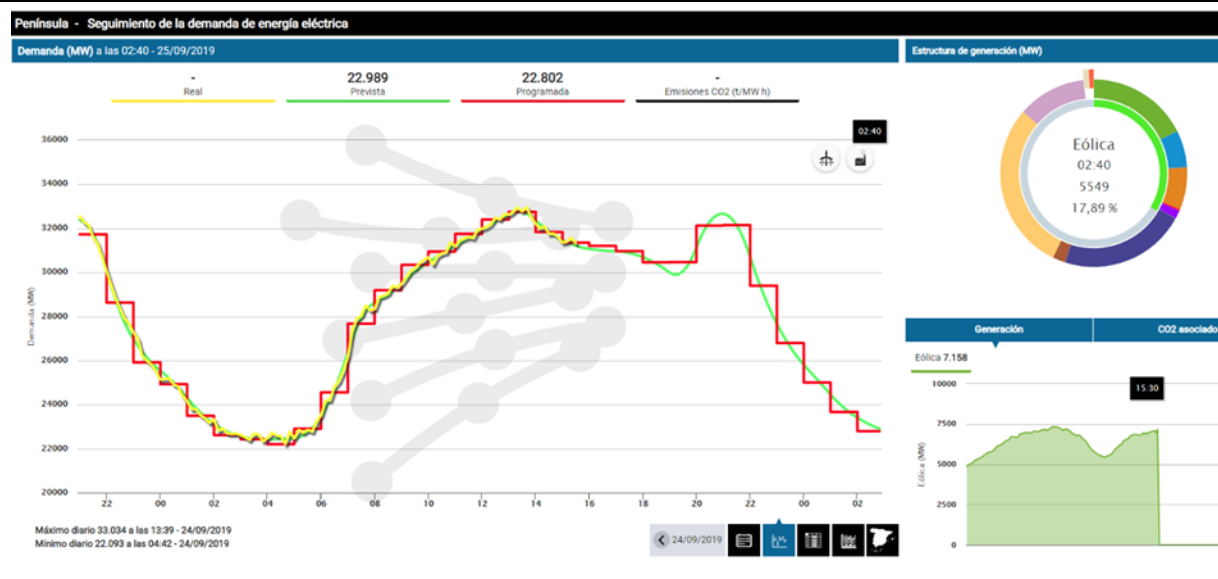 Península - Seguimiento de la demanda de energía eléctrica
Demanda (MW) a las 02:40 - 25/09/2019
- 22.989 22.802 -
Real Prevista Programada Emisiones CO2 (t/MW h)
02:40
36000
34000
32000
30000
28000
26000
24000
22000
20000
Demanda (MW)
22 00 02 04 06 08 10 12 14 16 18 20 22 00 02
Máximo diario 33.034 a las 13:39 - 24/09/2019
Mínimo diario 22.093 a las 04:42 - 24/09/2019
24/09/2019
Estructura de generación (MW)
Eólica
02:40
5549
17,89 %
Generación CO2 asociado
Eólica 7.158
15:30
10000
7500
5000
2500
0
Eólica (MW)